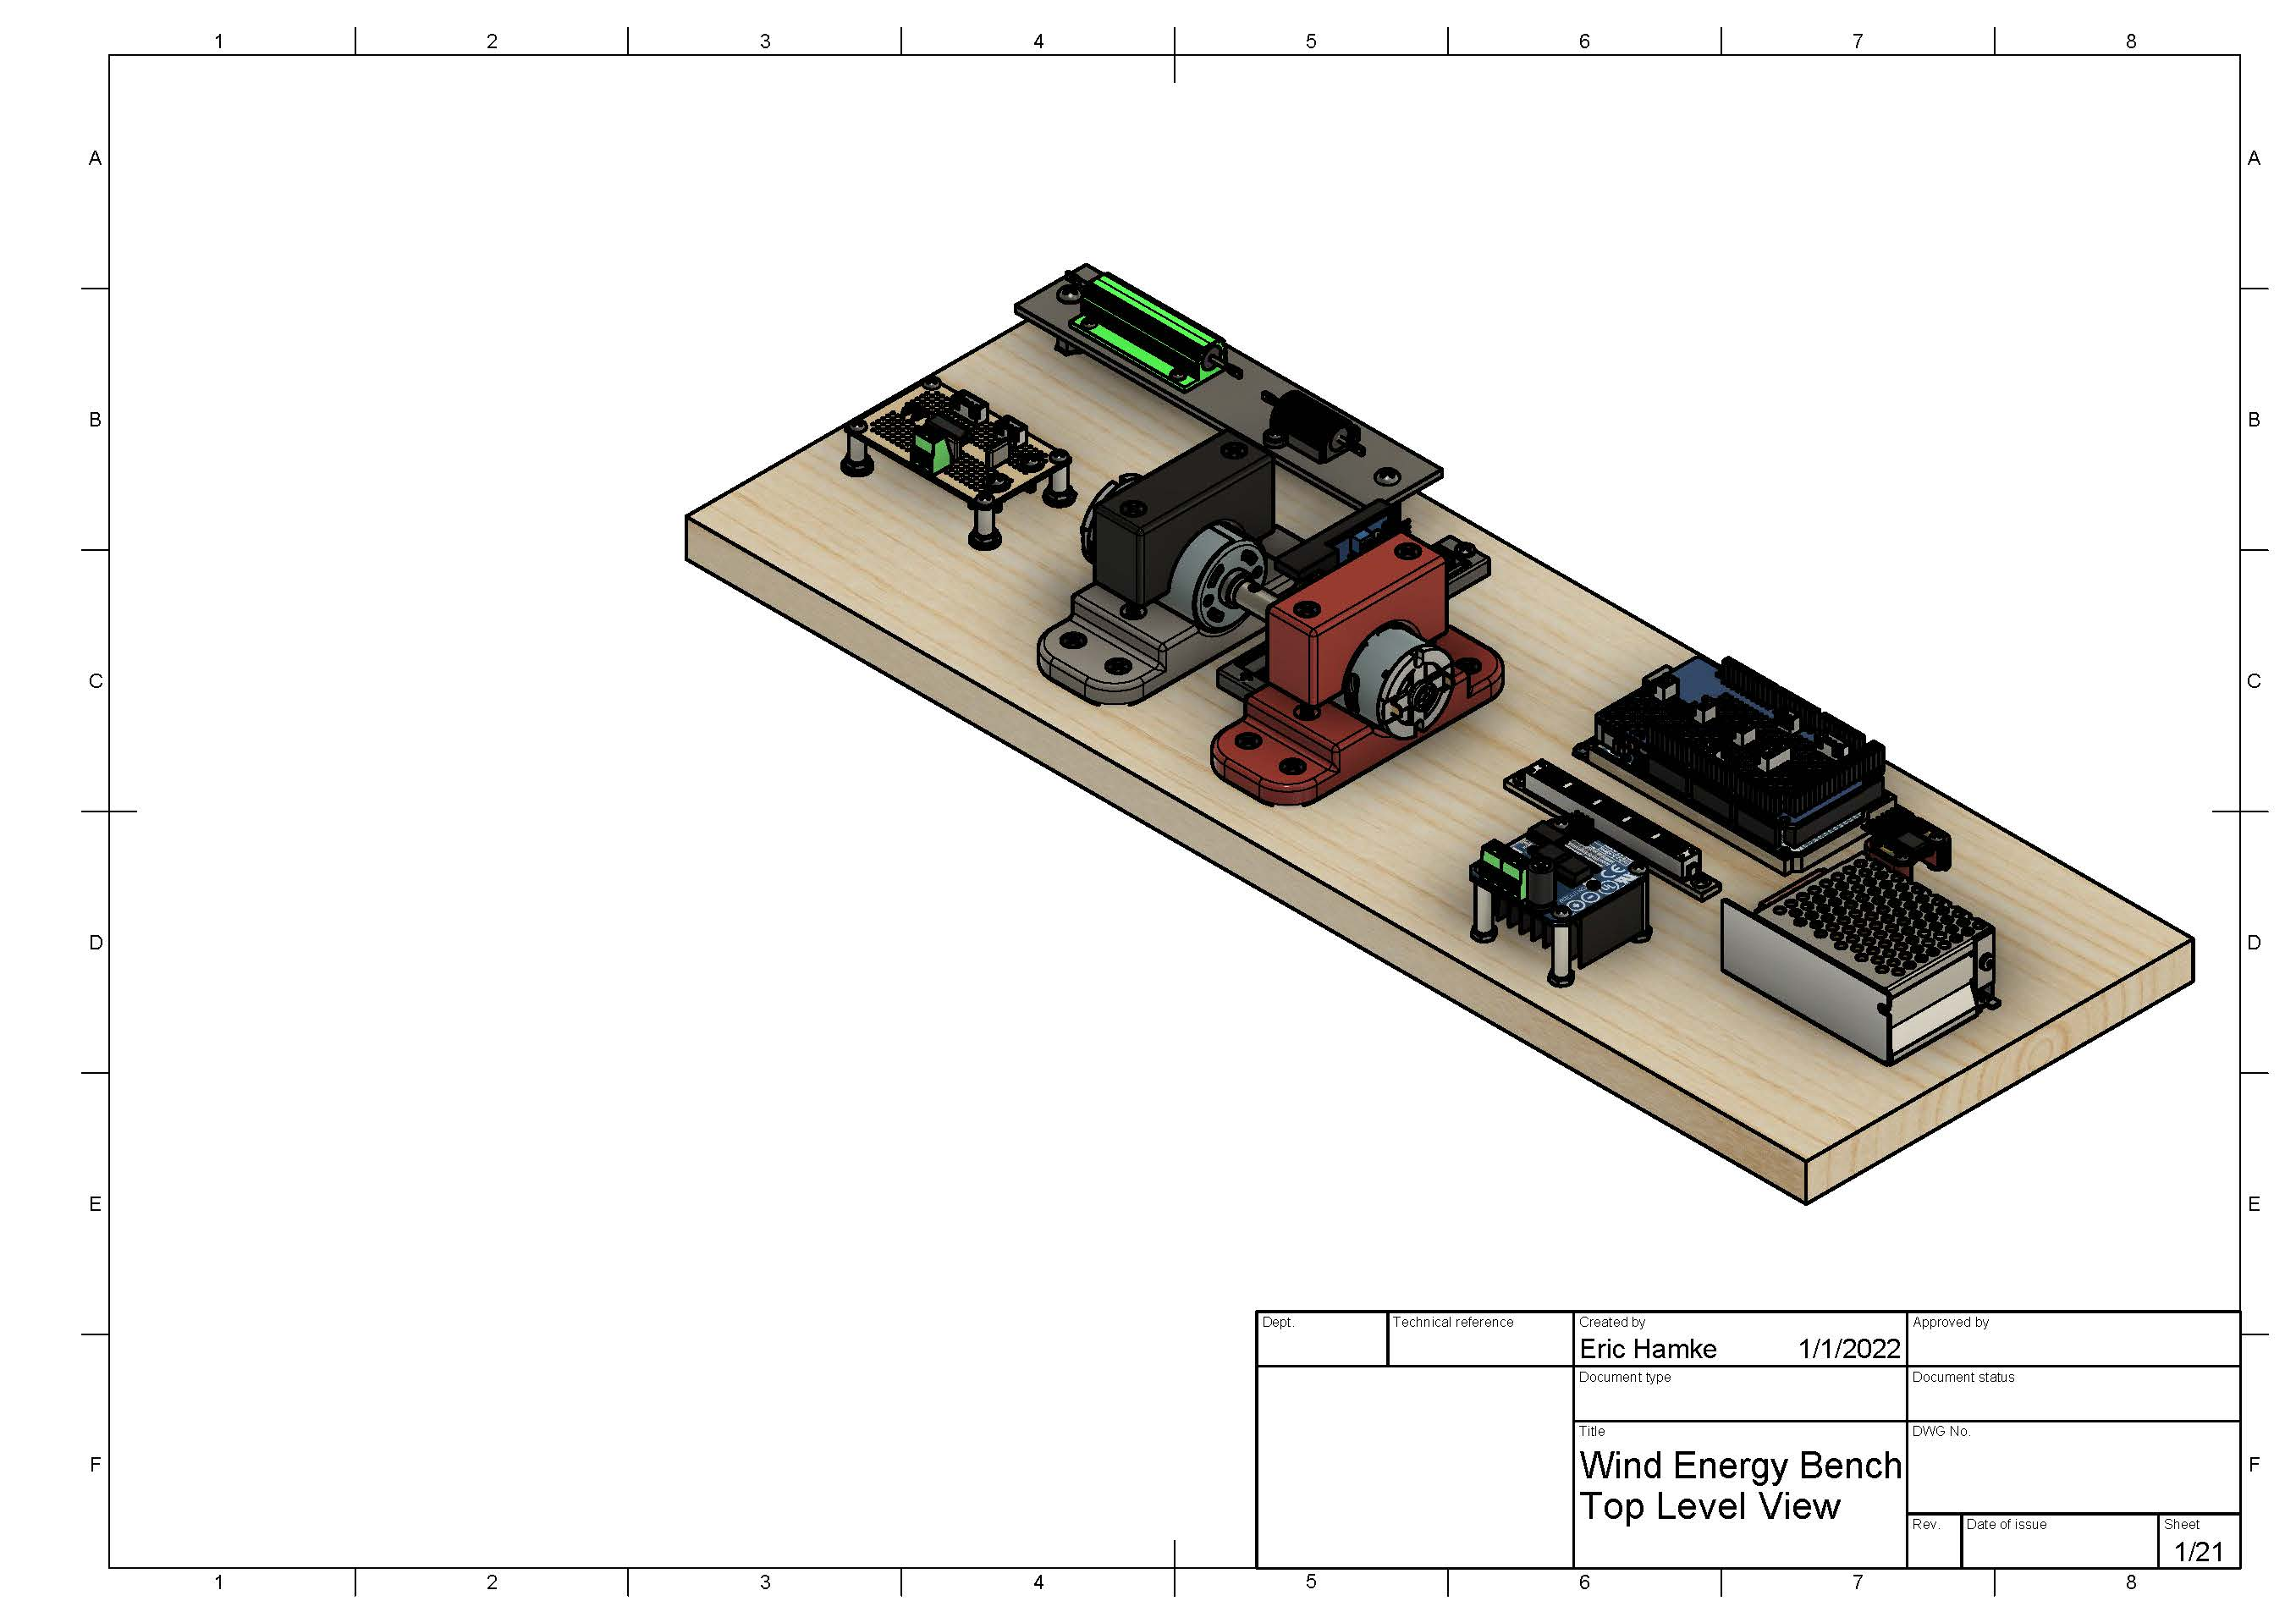 1 2 3 4 5 6 7 8
A A
B B
C C
D D
E E
Dept. Technical reference Created by Approved by
Eric Hamke 1/1/2022
Document type Document status
Title DWG No.
Wind Energy Bench
F F
Top Level View
Rev. Date of issue Sheet
1/21
1 2 3 4 5 6 7 8